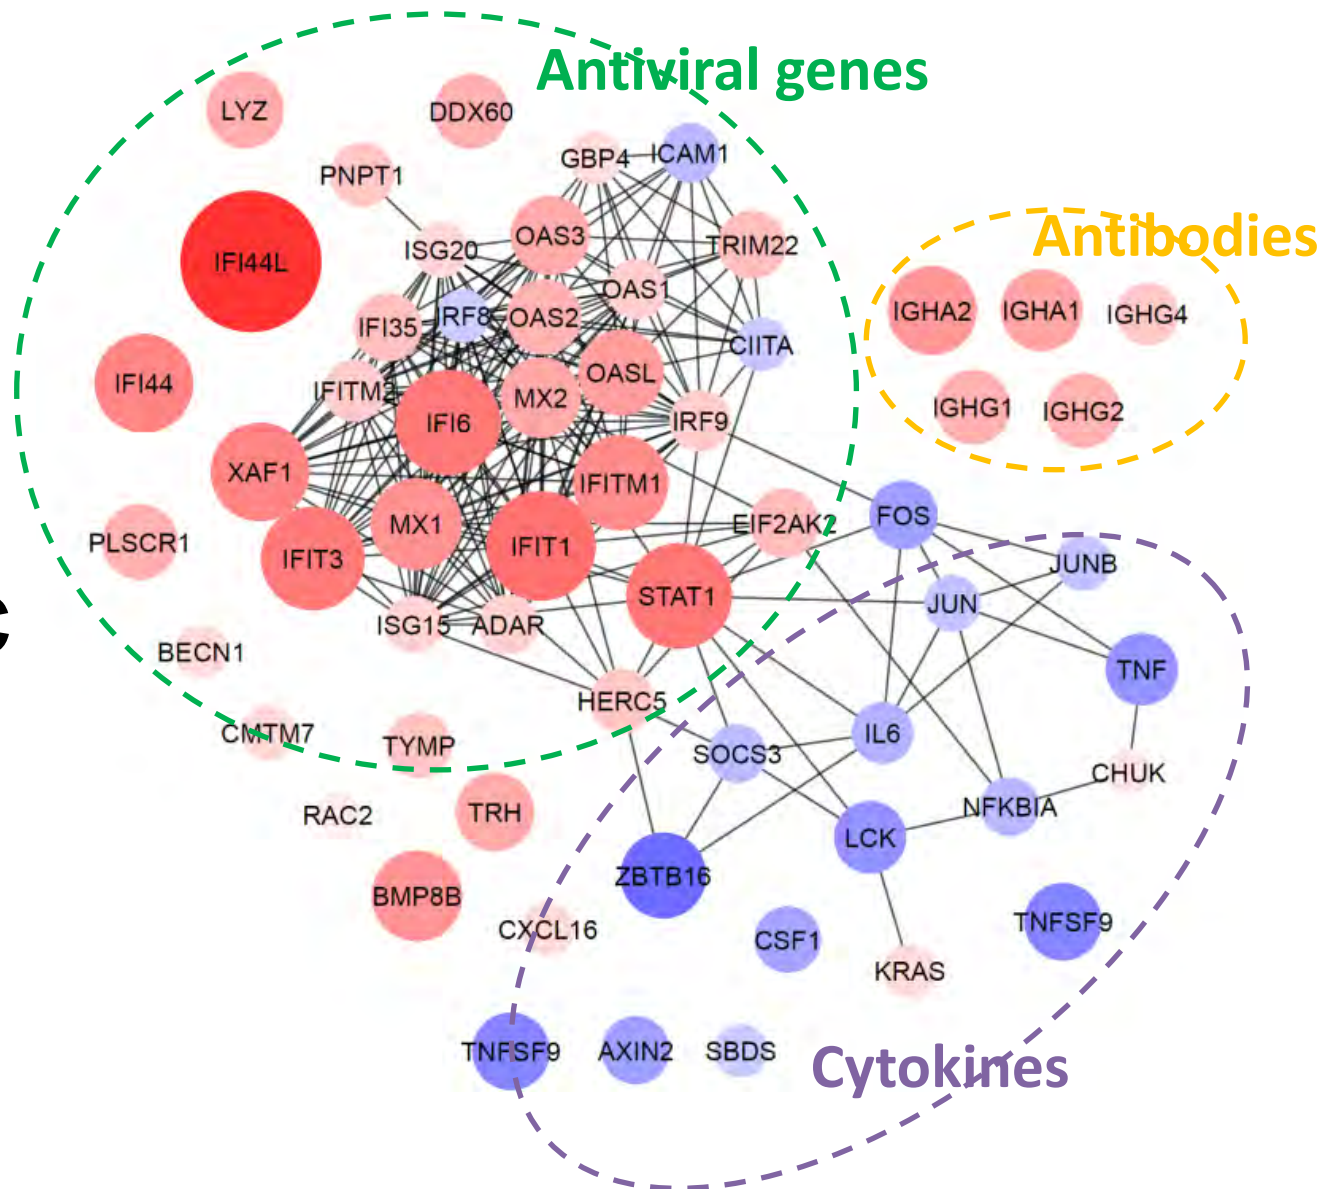 Antiviral genes
LYZ
DDX60
GBP4
ICAM1
PNPT1
ISG20
OAS3
TRIM22
Antibodies
IFI44L
OAS1
IFI35
IRF8
OAS2
CIITA
IGHA2
IGHA1
IGHG4
IFI44
IFITM2
MX2
OASL
IGHG1
IGHG2
IFI6
IRF9
XAF1
IFITM1
MX1
EIF2AK2
FOS
PLSCR1
IFIT3
IFIT1
JUNB
STAT1
JUN
ISG15
ADAR
C
BECN1
TNF
HERC5
CMTM7
TYMP
SOCS3
IL6
CHUK
RAC2
TRH
NFKBIA
LCK
ZBTB16
BMP8B
CXCL16
CSF1
TNFSF9
KRAS
TNFSF9
AXIN2
SBDS
Cytokines